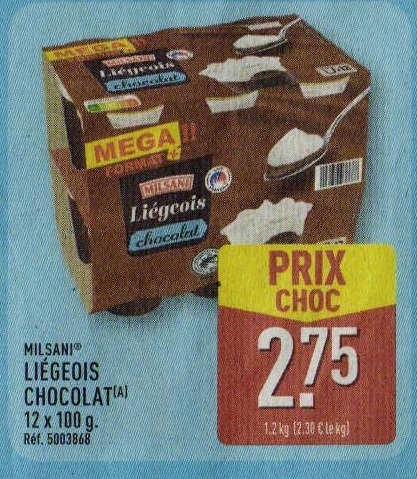 MEGA
MILSANI
Liégeois
chocolat
MEGA !!
FORMAT
MILSANI
Liégeois
chocolat
PRIX
CHOC
2.75
1.2 kg (2.30 € le kg)
MILSANI®
LIÉGEOIS
CHOCOLAT[A]
12 x 100 g.
Réf. 5003868